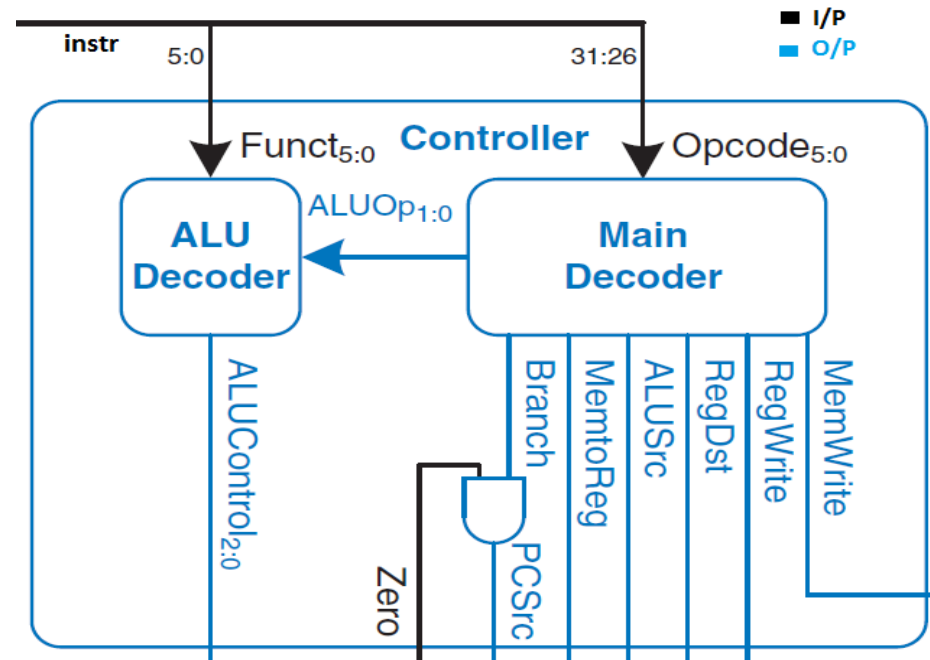 I/P
O/P
instr
5:0
31:26
Controller
Funct5:0
Opcode5:0
ALUOp1:0
ALU
Decoder
Main
Decoder
ALUControl2:0
Branch
MemtoReg
ALUSrc
RegDst
RegWrite
MemWrite
Zero
PCSrc